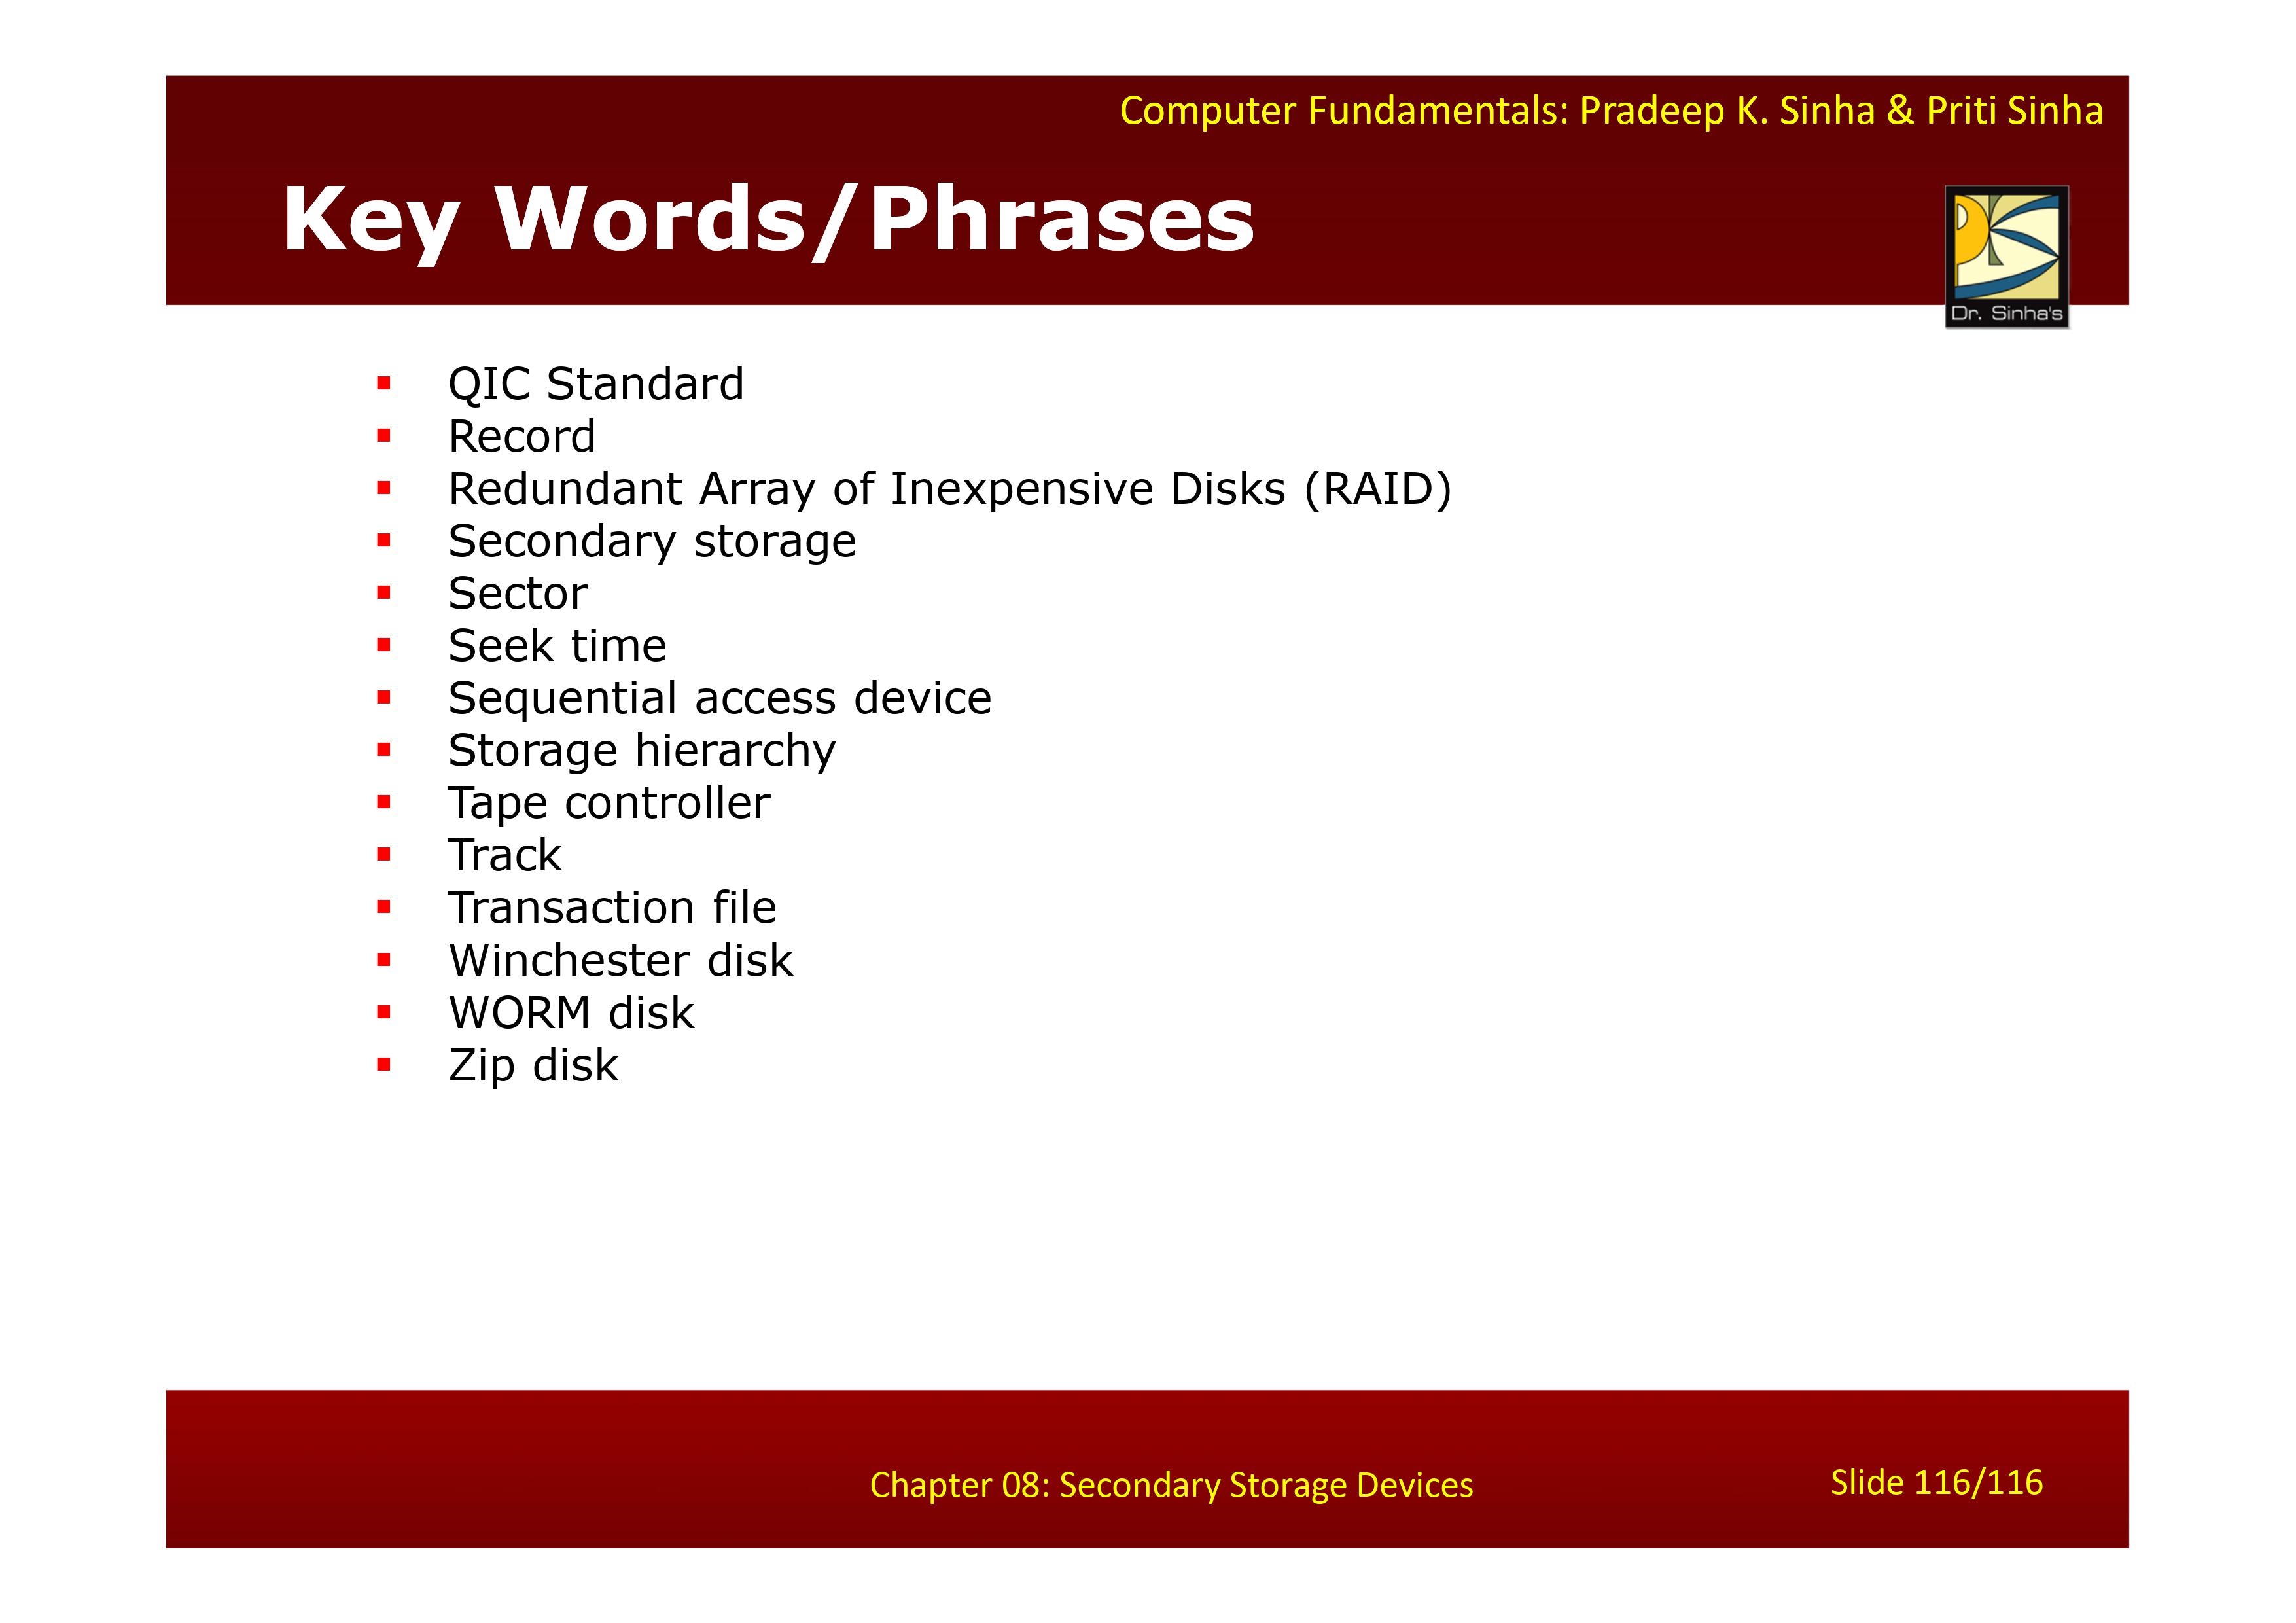 Computer Fundamentals: Pradeep K. Sinha & Priti Sinha
Key Words/Phrases
Dr. Sinha's
▪ QIC Standard
▪ Record
▪ Redundant Array of Inexpensive Disks (RAID)
▪ Secondary storage
▪ Sector
▪ Seek time
▪ Sequential access device
▪ Storage hierarchy
▪ Tape controller
▪ Track
▪ Transaction file
▪ Winchester disk
▪ WORM disk
▪ Zip disk
Chapter 08: Secondary Storage Devices
Slide 116/116